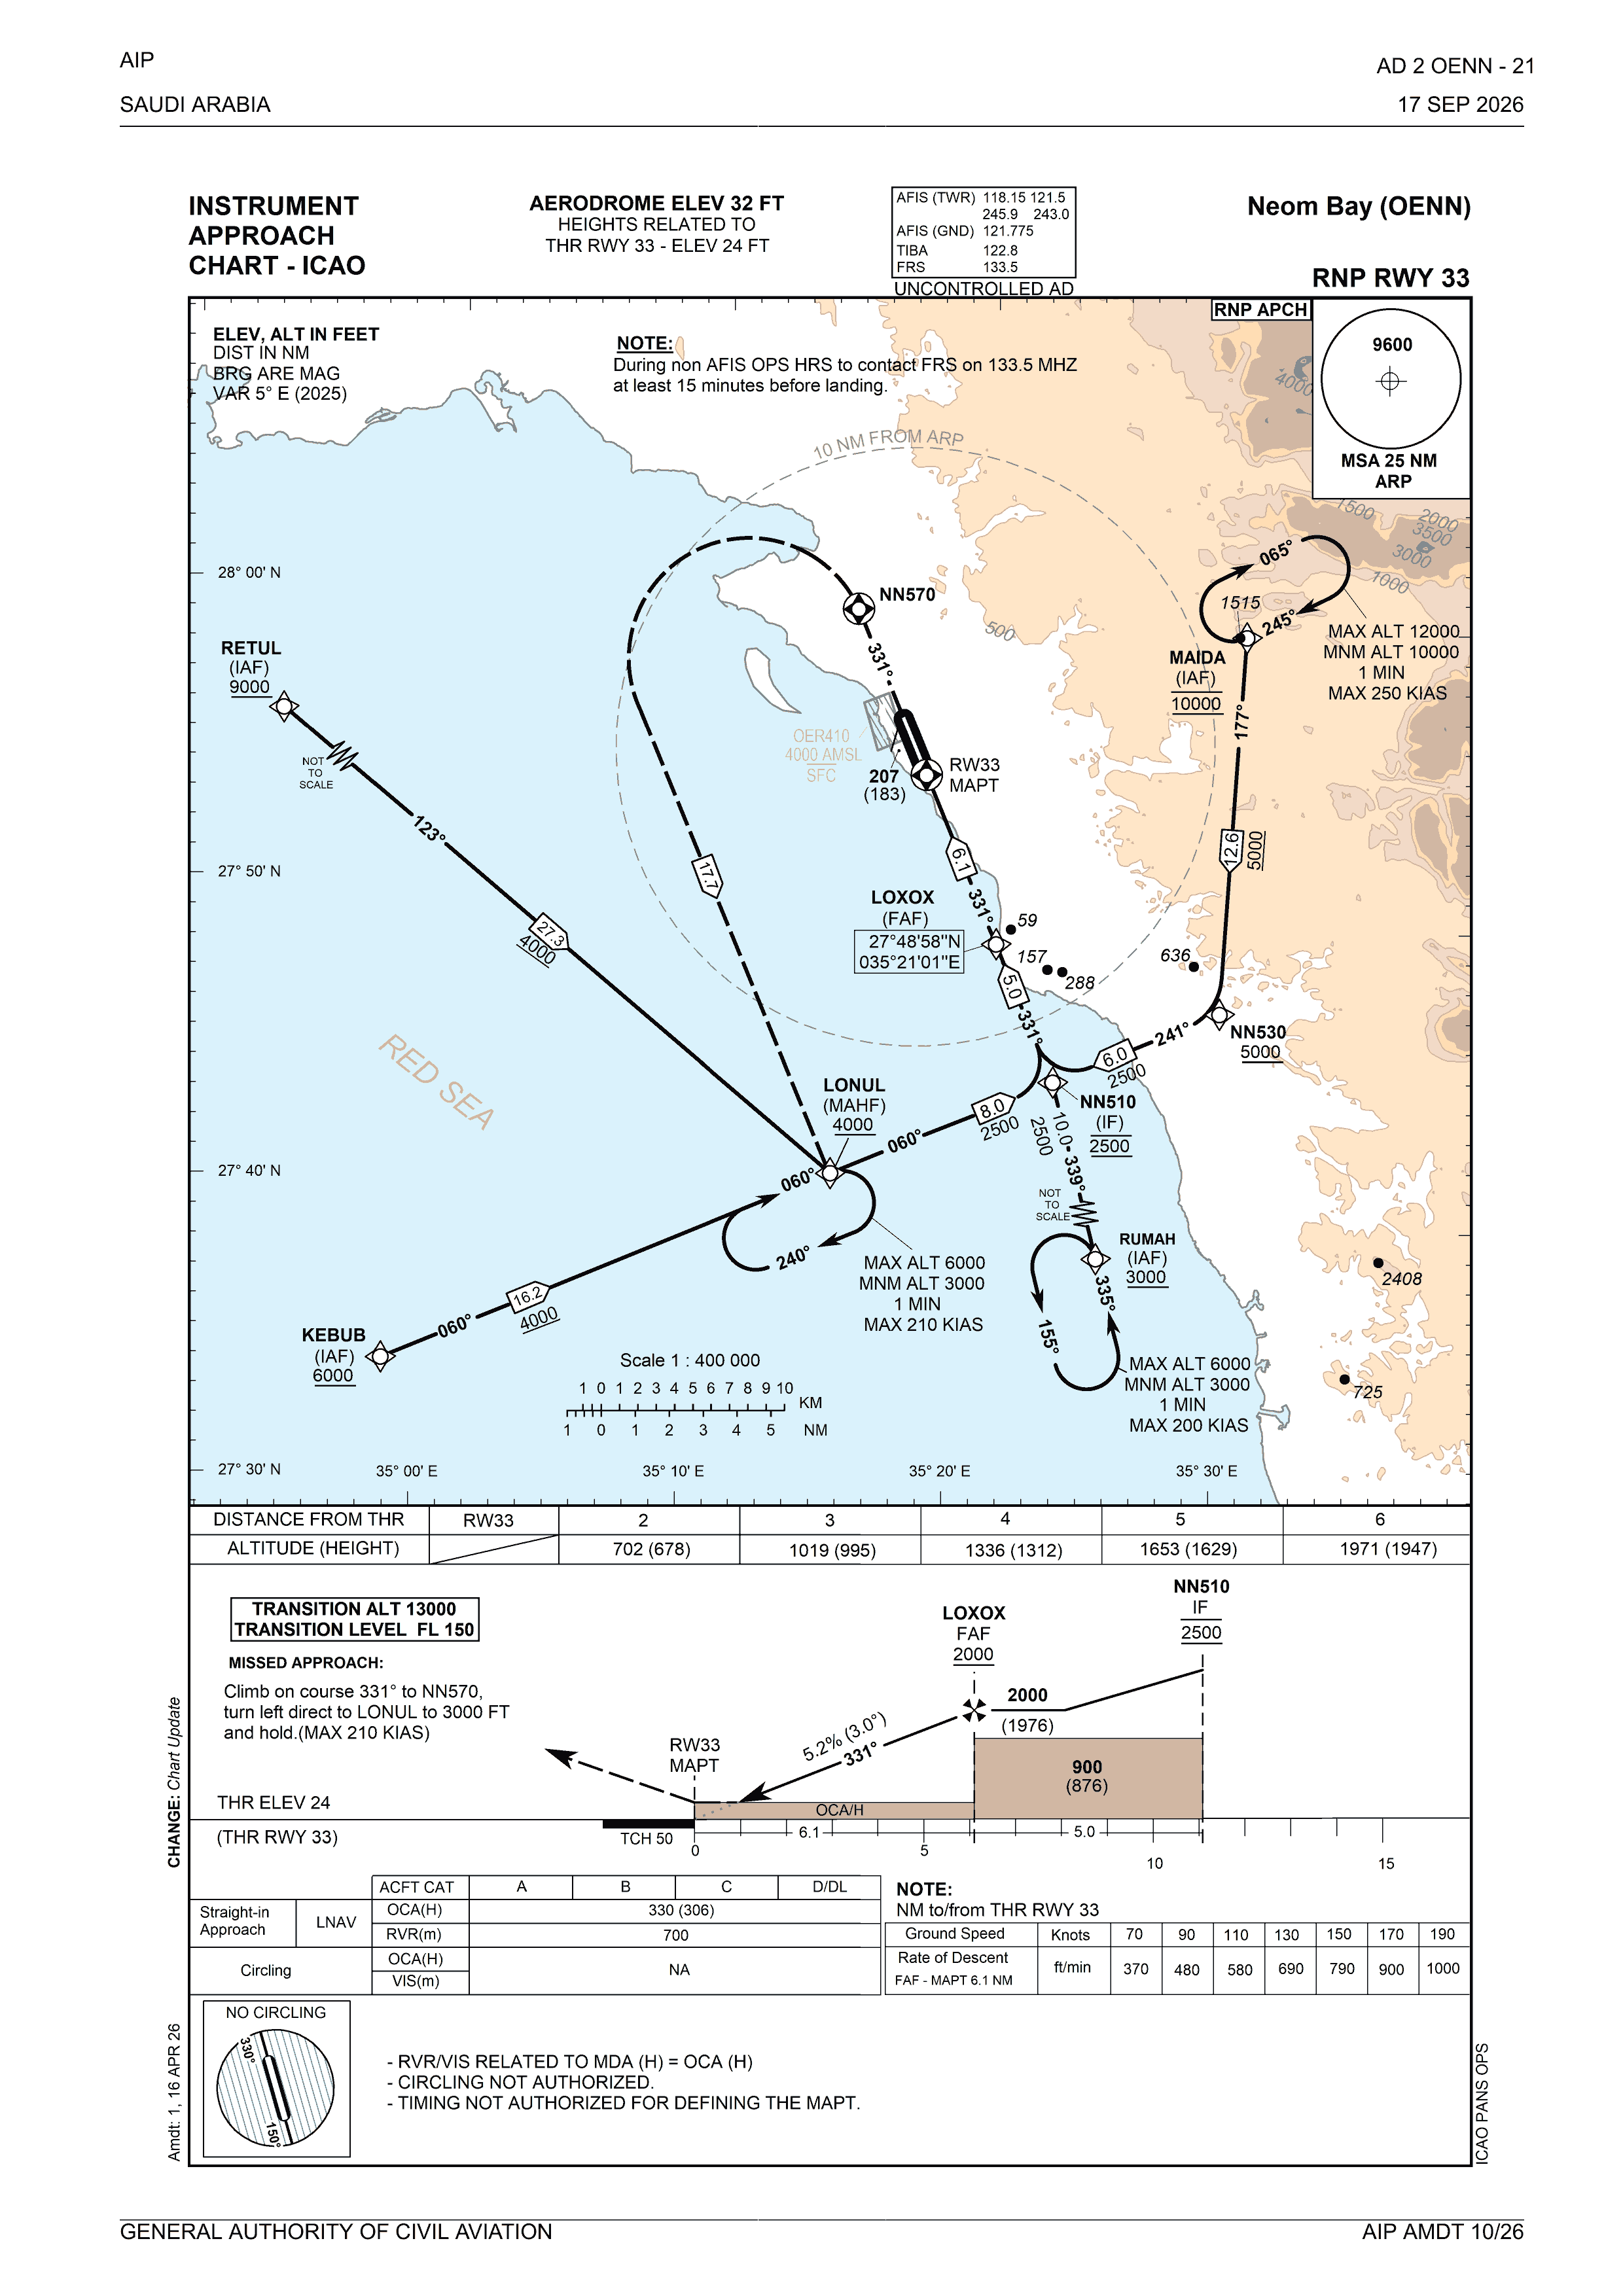 AIP
AD 2 OENN - 21
SAUDI ARABIA
17 SEP 2026
INSTRUMENT
APPROACH
CHART - ICAO
AERODROME ELEV 32 FT
HEIGHTS RELATED TO
THR RWY 33 - ELEV 24 FT
AFIS (TWR) 118.15 121.5
245.9 243.0
AFIS (GND) 121.775
TIBA 122.8
FRS 133.5
UNCONTROLLED AD
Neom Bay (OENN)
RNP RWY 33
RNP APCH
ELEV, ALT IN FEET
DIST IN NM
BRG ARE MAG
VAR 5° E (2025)
NOTE:
During non AFIS OPS HRS to contact FRS on 133.5 MHZ
at least 15 minutes before landing.
9600
MSA 25 NM
ARP
4000
10 NM FROM ARP
1500
2000
3500
3000
1000
500
28° 00' N
NN570
331°
065°
1515
245°
MAX ALT 12000
MNM ALT 10000
1 MIN
MAX 250 KIAS
MAIDA
(IAF)
10000
177°
RETUL
(IAF)
9000
NOT
TO
SCALE
123°
OER410
4000 AMSL
SFC
207
(183)
RW33
MAPT
12.6
5000
27° 50' N
17.7
6.1
331°
LOXOX
(FAF)
27°48'58"N
035°21'01"E
59
157
288
636
27.3
4000
5.0
331°
241°
NN530
5000
6.0
2500
RED SEA
LONUL
(MAHF)
4000
8.0
2500
060°
NN510
(IF)
2500
10.0
2500
339°
27° 40' N
060°
240°
NOT
TO
SCALE
RUMAH
(IAF)
3000
335°
155°
MAX ALT 6000
MNM ALT 3000
1 MIN
MAX 210 KIAS
2408
16.2
4000
060°
KEBUB
(IAF)
6000
Scale 1 : 400 000
1 0 1 2 3 4 5 6 7 8 9 10
KM
1 0 1 2 3 4 5 NM
MAX ALT 6000
MNM ALT 3000
1 MIN
MAX 200 KIAS
725
27° 30' N
35° 00' E
35° 10' E
35° 20' E
35° 30' E
DISTANCE FROM THR RW33 2 3 4 5 6
ALTITUDE (HEIGHT) 702 (678) 1019 (995) 1336 (1312) 1653 (1629) 1971 (1947)
TRANSITION ALT 13000
TRANSITION LEVEL FL 150
MISSED APPROACH:
Climb on course 331° to NN570,
turn left direct to LONUL to 3000 FT
and hold.(MAX 210 KIAS)
NN510
IF
2500
LOXOX
FAF
2000
2000
(1976)
5.2% (3.0°)
331°
RW33
MAPT
900
(876)
THR ELEV 24
OCA/H
(THR RWY 33)
TCH 50
6.1
5.0
0
5
10
15
CHANGE: Chart Update
ACFT CAT A B C D/DL
Straight-in
Approach
LNAV
OCA(H) 330 (306)
RVR(m) 700
Circling
OCA(H)
VIS(m)
NA
NOTE:
NM to/from THR RWY 33
Ground Speed Knots 70 90 110 130 150 170 190
Rate of Descent
FAF - MAPT 6.1 NM
ft/min 370 480 580 690 790 900 1000
NO CIRCLING
330°
150°
- RVR/VIS RELATED TO MDA (H) = OCA (H)
- CIRCLING NOT AUTHORIZED.
- TIMING NOT AUTHORIZED FOR DEFINING THE MAPT.
Amdt: 1, 16 APR 26
ICAO PANS OPS
GENERAL AUTHORITY OF CIVIL AVIATION
AIP AMDT 10/26